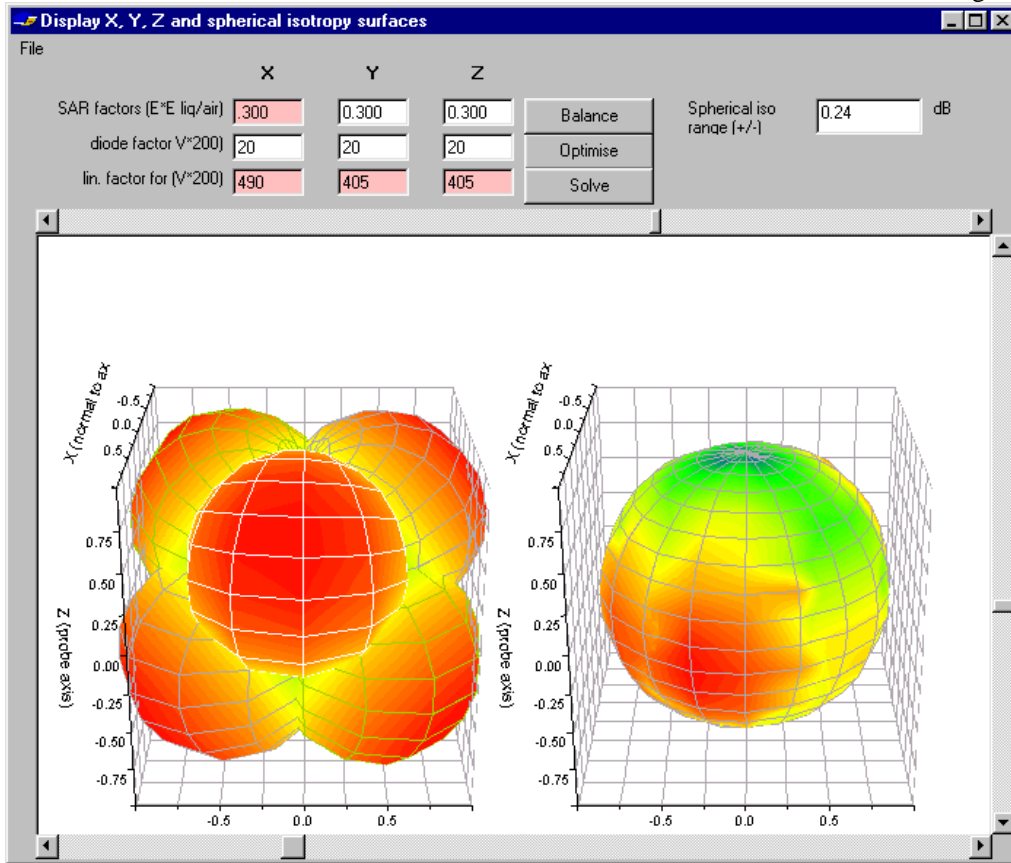 Display X, Y, Z and spherical isotropy surfaces
File
X Y Z
SAR factors (E*E liq/air) .300 0.300 0.300 Balance Spherical iso range (+/-) 0.24 dB
diode factor V*200) 20 20 20 Optimise
lin. factor for (V*200) 490 405 405 Solve
-X (normal to ax
-0.5
0.0
0.5
0.75
0.50
0.25
0.00
-0.25
-0.50
-0.75
Z (probe axis)
-0.5 0.0 0.5
-X (normal to ax
-0.5
0.0
0.5
0.75
0.50
0.25
0.00
-0.25
-0.50
-0.75
Z (probe axis)
-0.5 0.0 0.5